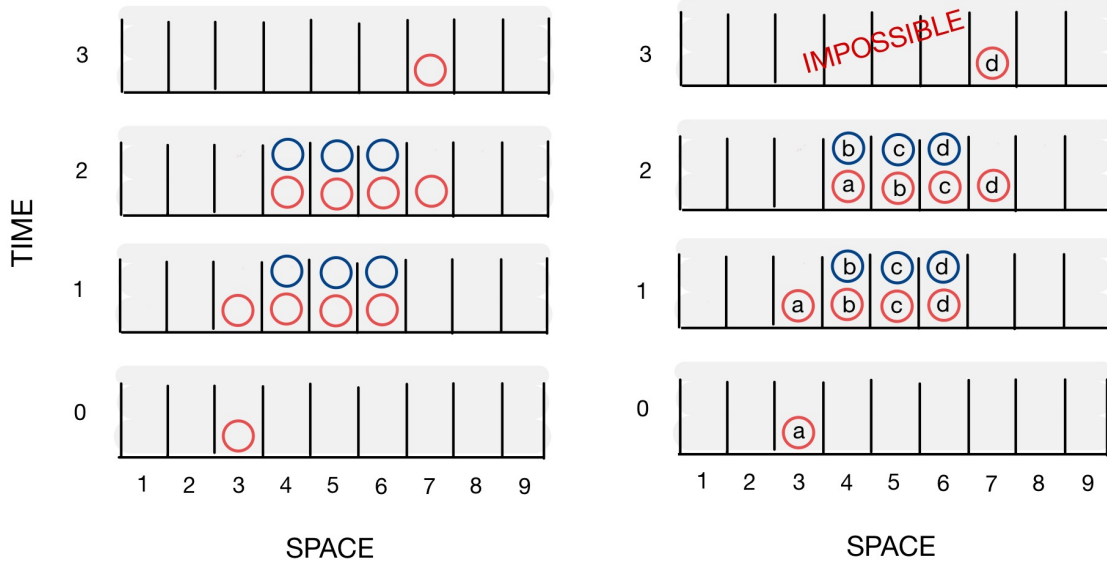 3
2
TIME
1
0
1 2 3 4 5 6 7 8 9
SPACE
3
IMPOSSIBLE
d
2
b c d
a b c d
1
b c d
a b c d
0
a
1 2 3 4 5 6 7 8 9
SPACE